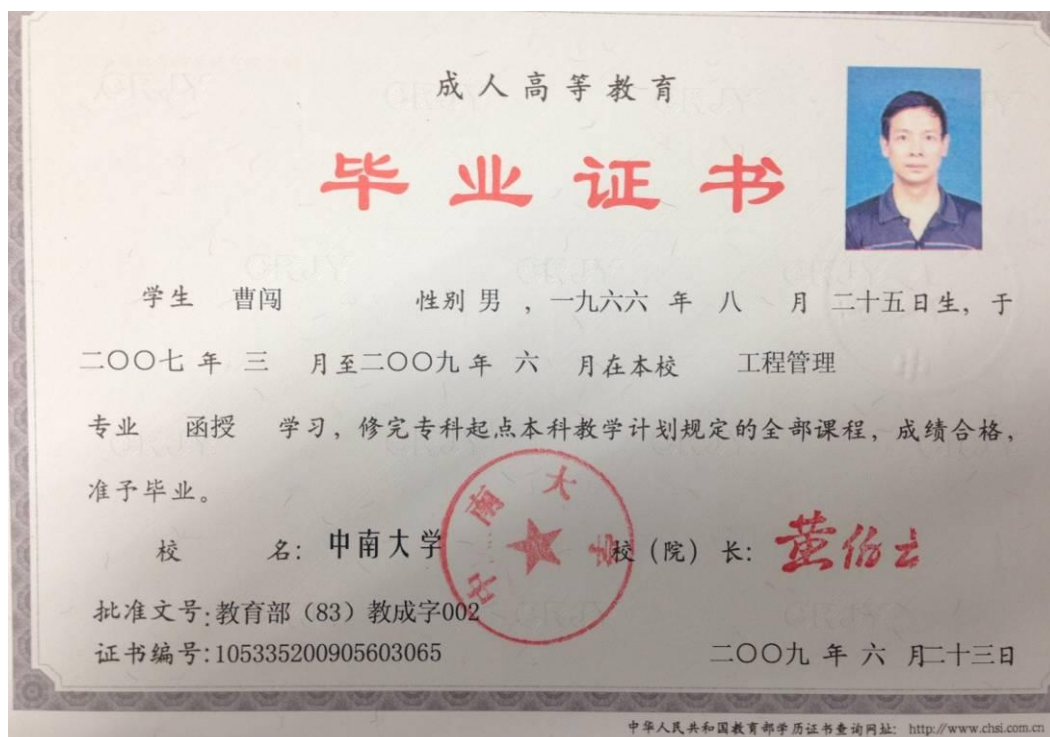 成人高等教育
毕业证书
学生 曹闯 性别 男 ，一九六六 年 八 月 二十五日生，于
二〇〇七 年 三 月至二〇〇九 年 六 月在本校 工程管理
专业 函授 学习，修完专科起点本科教学计划规定的全部课程，成绩合格，
准予毕业。
校 名：中南大学 校（院）长：黄伯云
中南大学
批准文号：教育部（83）教成字002
证书编号：105335200905603065 二〇〇九 年 六 月二十三日
中华人民共和国教育部学历证书查询网址： http://www.chsi.com.cn